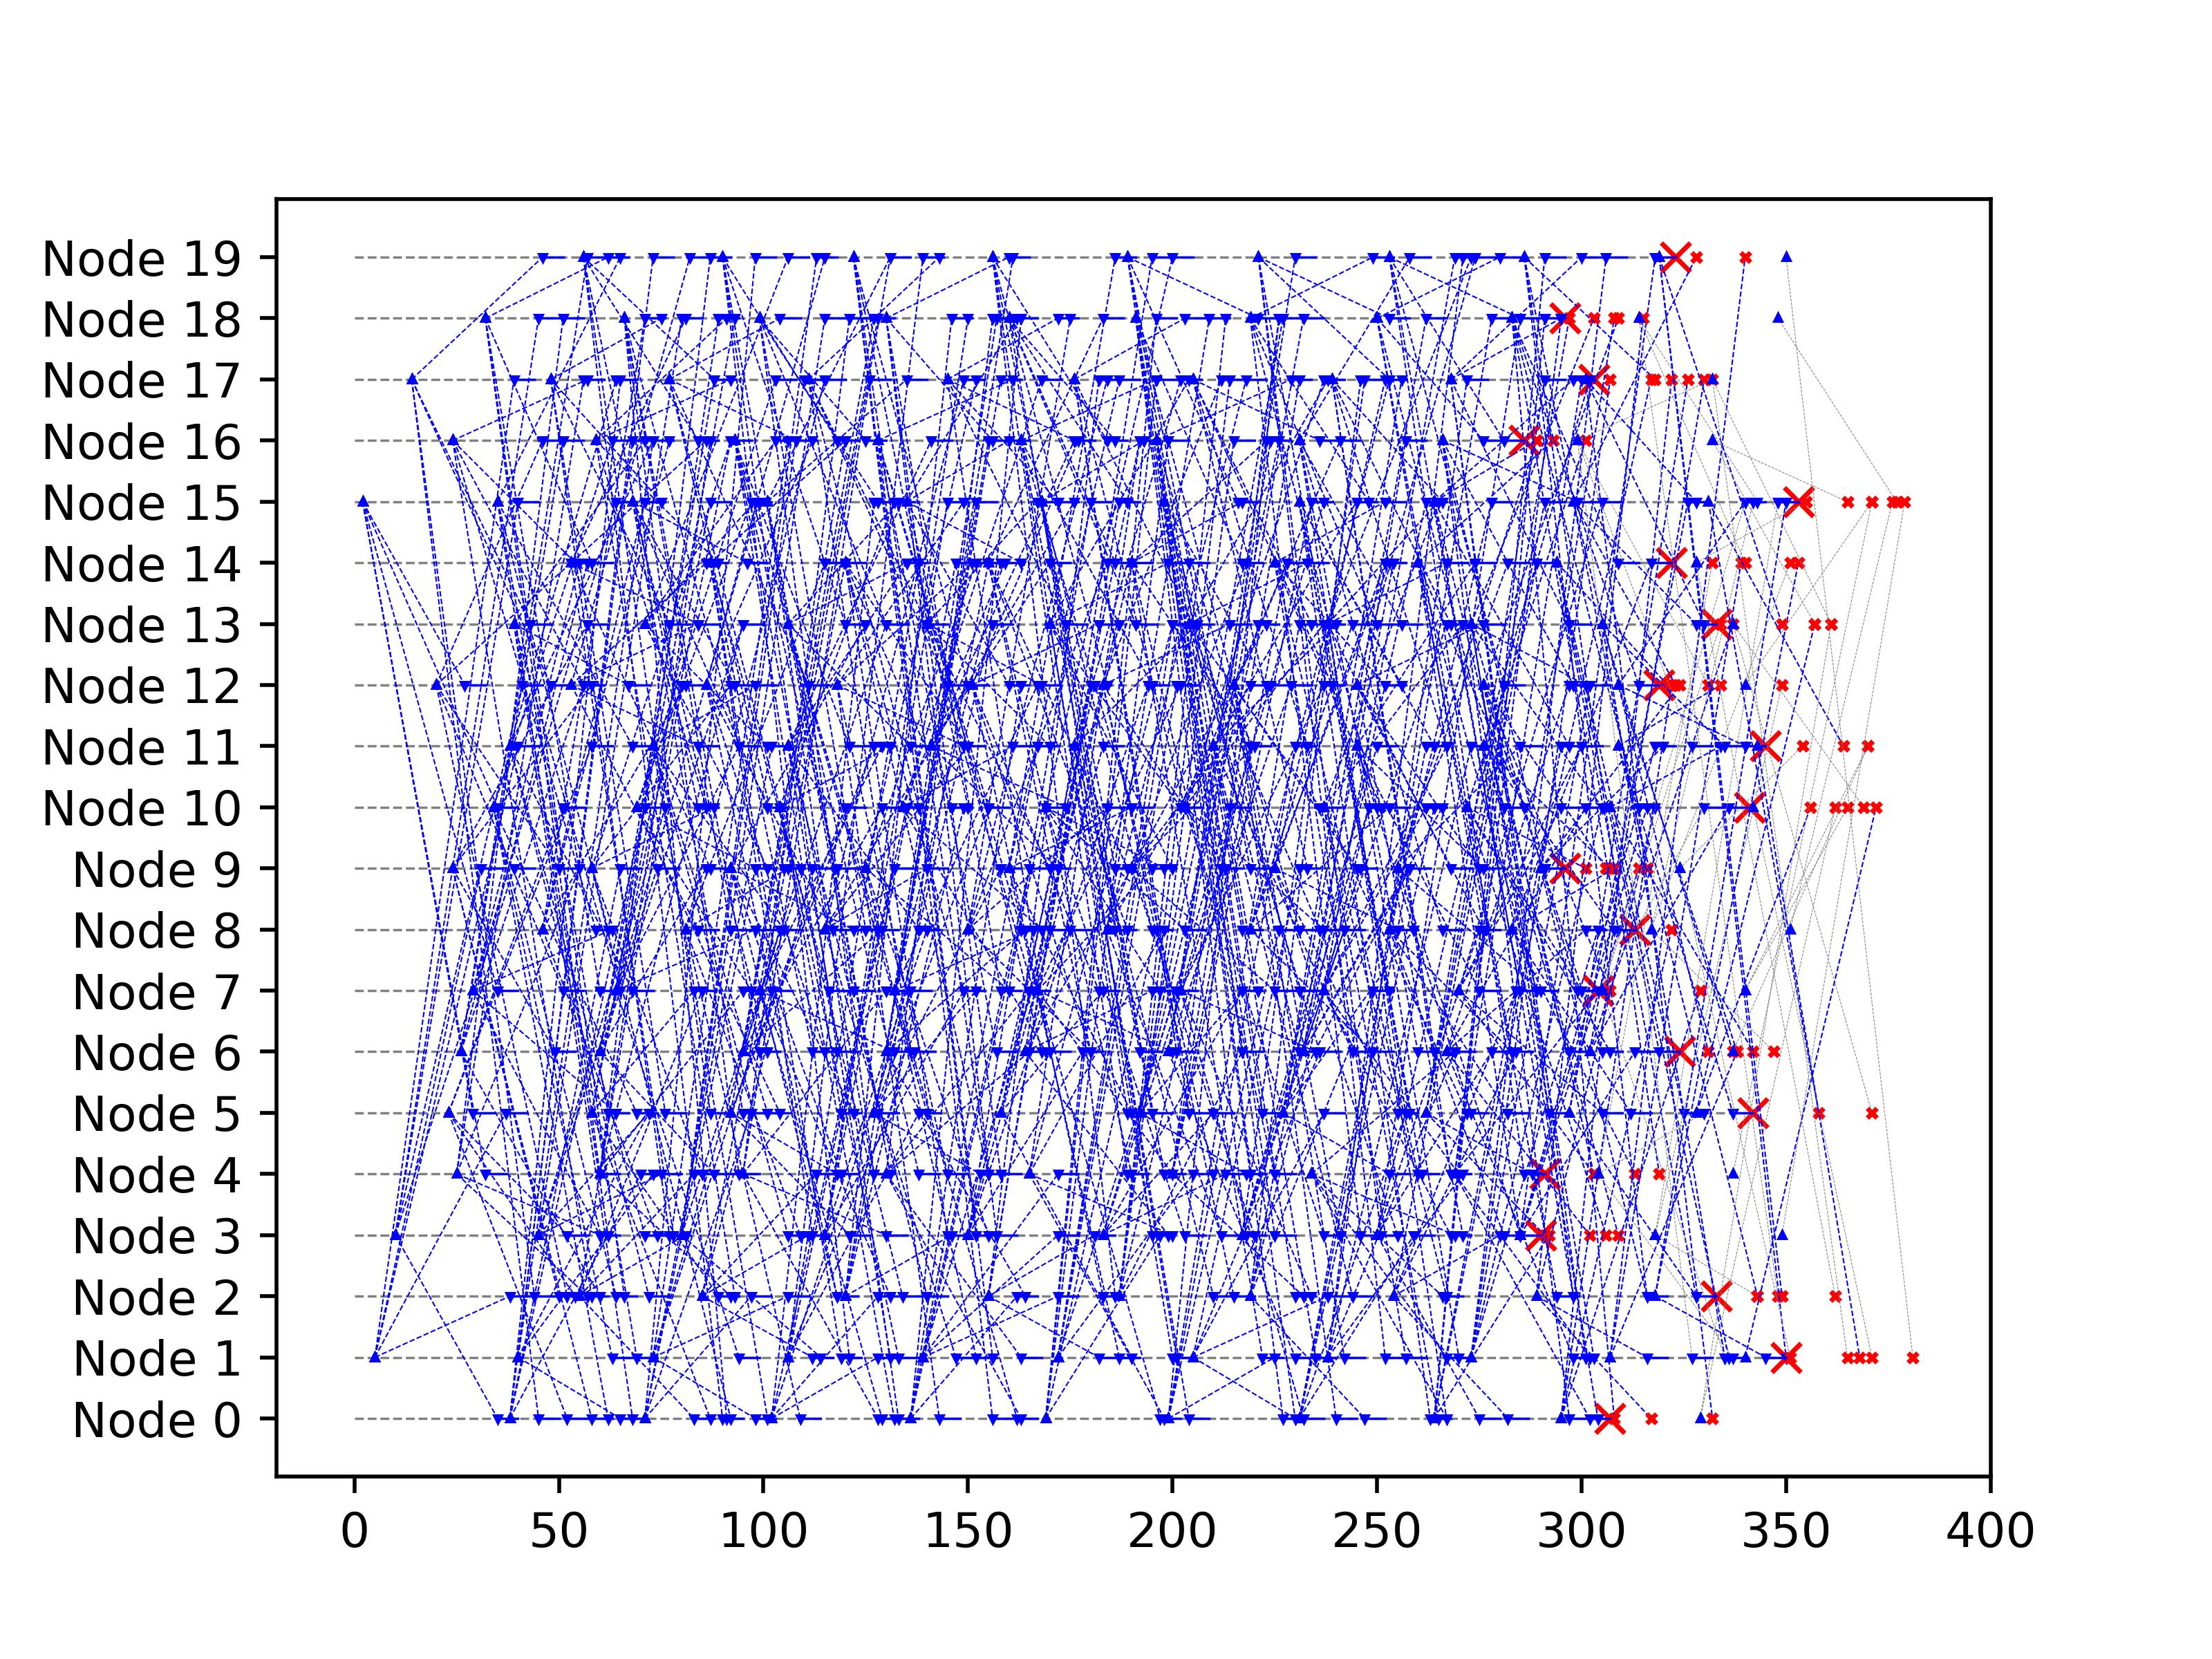 Node 19
Node 18
Node 17
Node 16
Node 15
Node 14
Node 13
Node 12
Node 11
Node 10
Node 9
Node 8
Node 7
Node 6
Node 5
Node 4
Node 3
Node 2
Node 1
Node 0
0 50 100 150 200 250 300 350 400